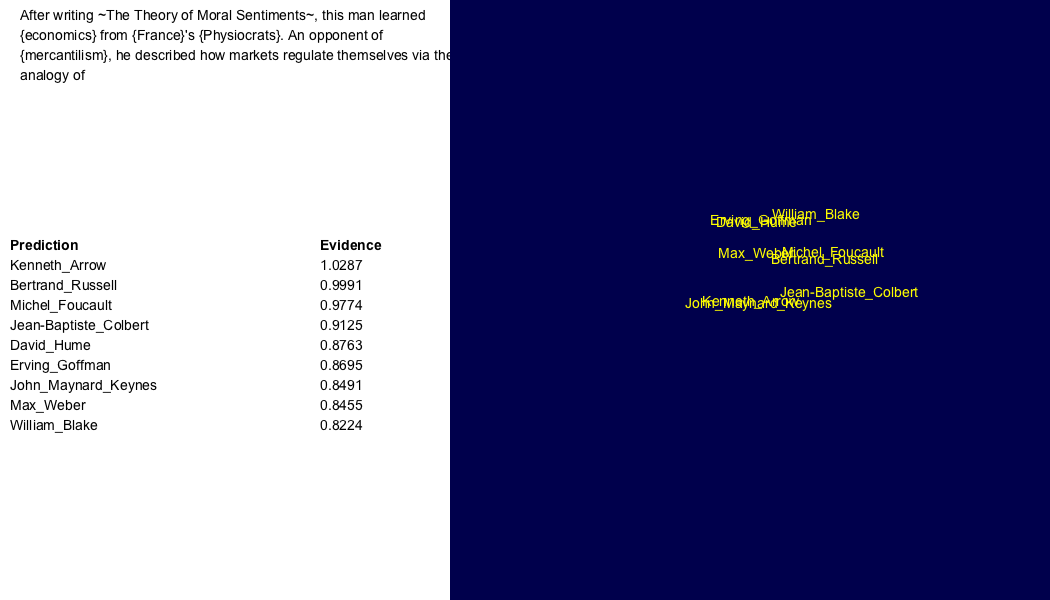 After writing ~The Theory of Moral Sentiments~, this man learned
{economics} from {France}'s {Physiocrats}. An opponent of
{mercantilism}, he described how markets regulate themselves via the
analogy of
Prediction Evidence
Kenneth_Arrow 1.0287
Bertrand_Russell 0.9991
Michel_Foucault 0.9774
Jean-Baptiste_Colbert 0.9125
David_Hume 0.8763
Erving_Goffman 0.8695
John_Maynard_Keynes 0.8491
Max_Weber 0.8455
William_Blake 0.8224
William_Blake
Erving_Goffman
David_Hume
Max_Weber
Michel_Foucault
Bertrand_Russell
Jean-Baptiste_Colbert
Kenneth_Arrow
John_Maynard_Keynes